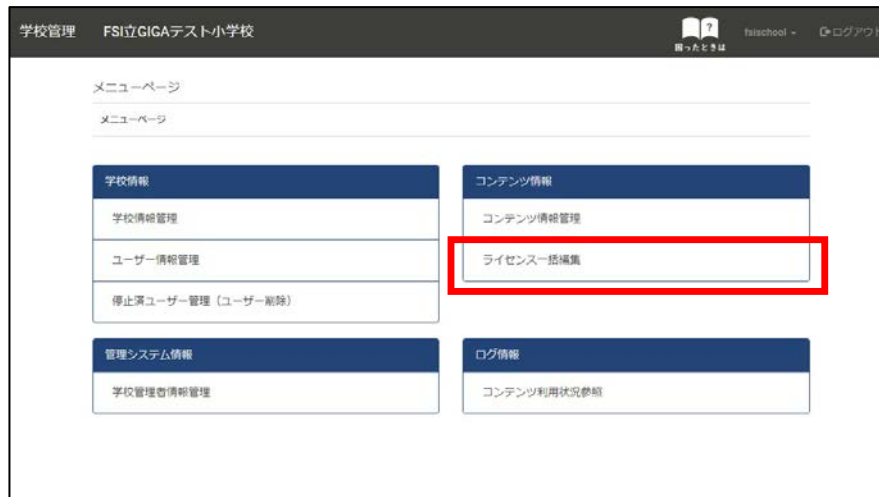 学校管理 FSI立GIGAテスト小学校
?
困ったときは
fsischool
ログアウト
メニューページ
メニューページ
学校情報
学校情報管理
ユーザー情報管理
停止済ユーザー管理（ユーザー削除）
コンテンツ情報
コンテンツ情報管理
ライセンス一括編集
管理システム情報
学校管理者情報管理
ログ情報
コンテンツ利用状況参照